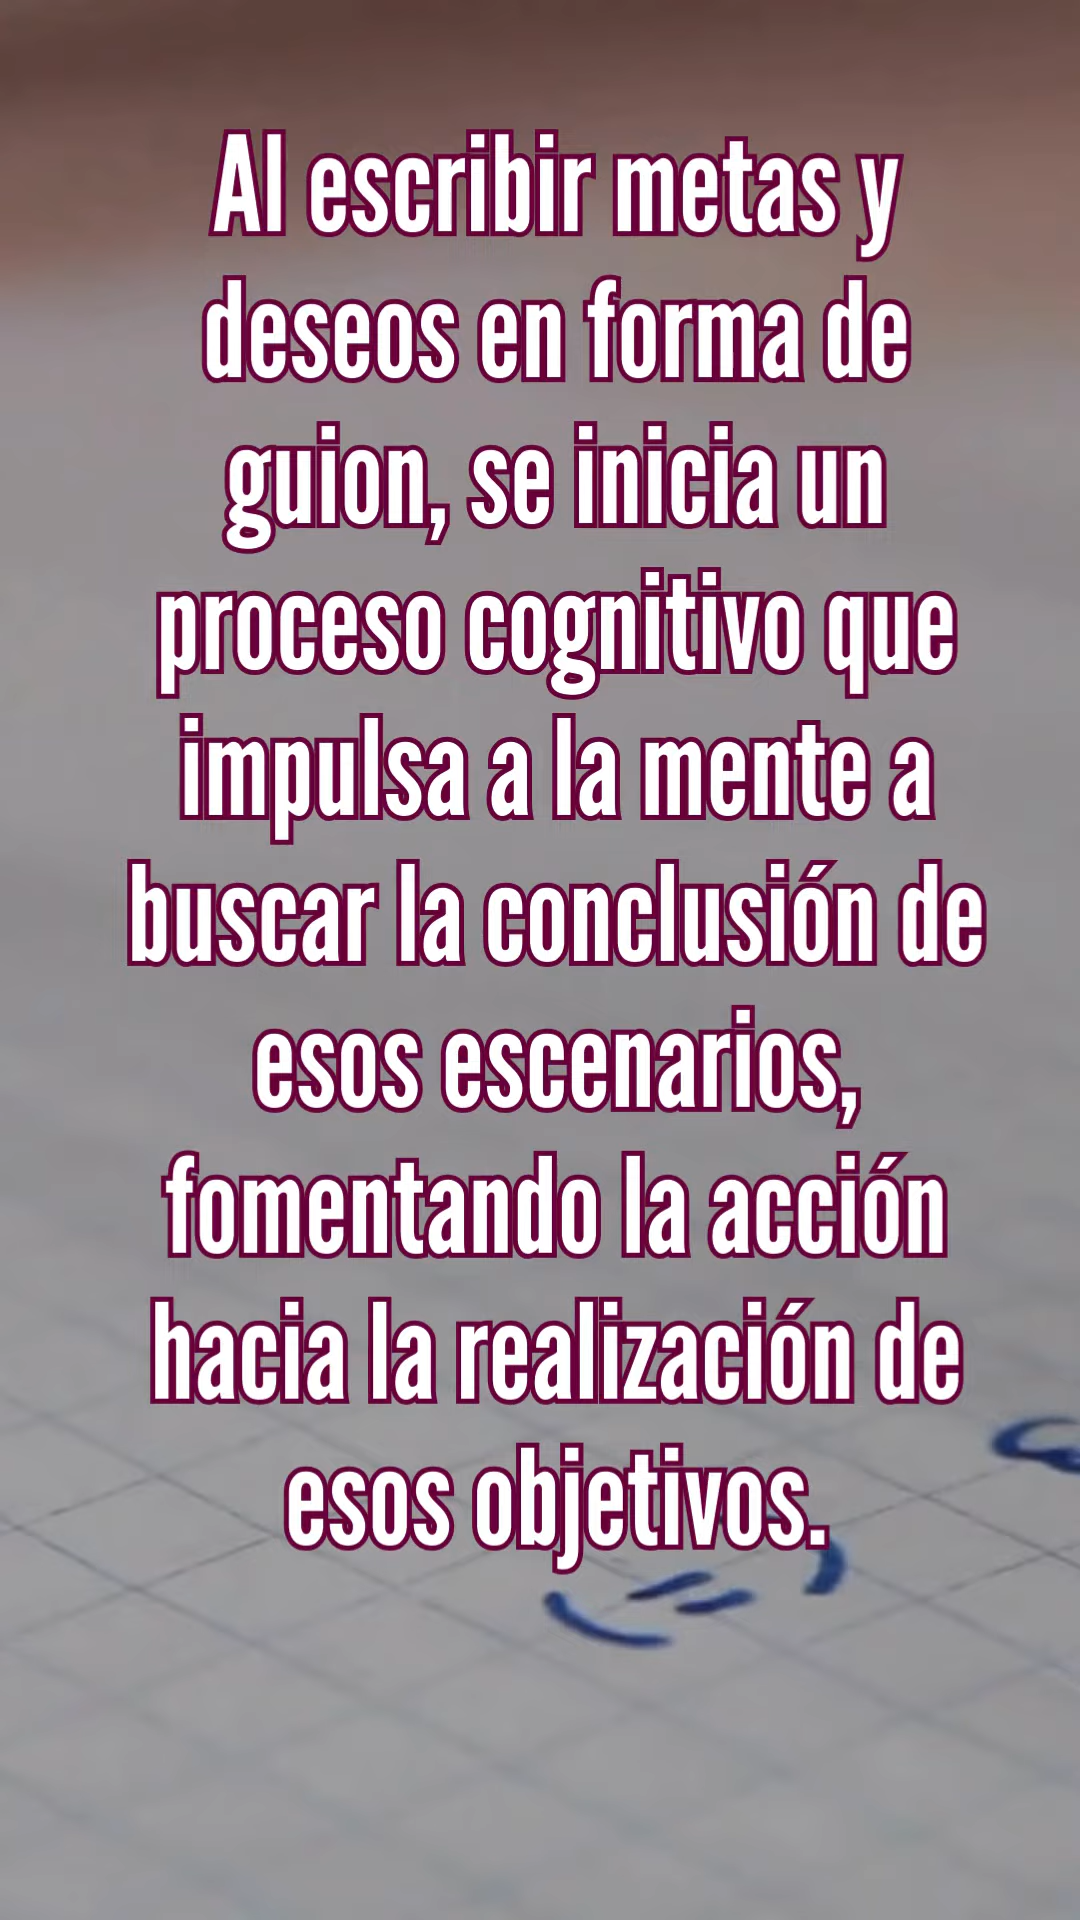 Al escribir metas y
deseos en forma de
guion, se inicia un
proceso cognitivo que
impulsa a la mente a
buscar la conclusión de
esos escenarios,
fomentando la acción
hacia la realización de
esos objetivos.